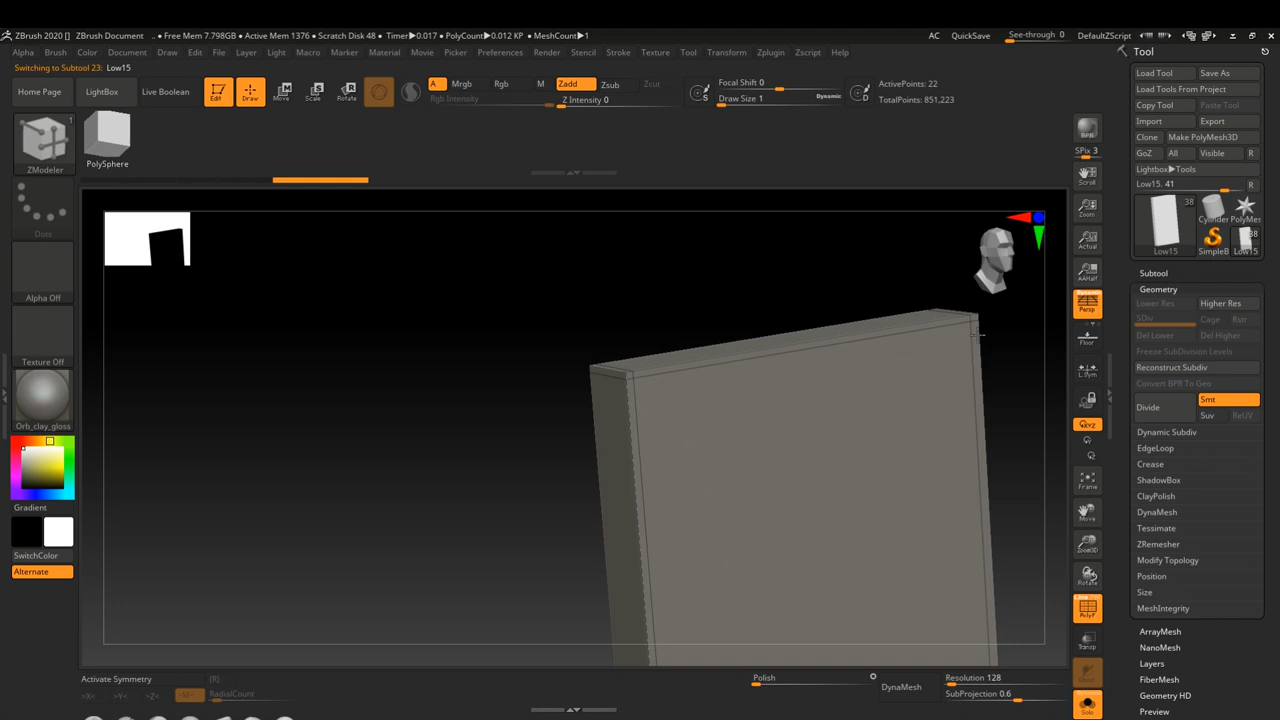 ZBrush 2020 [] ZBrush Document .. • Free Mem 7.798GB • Active Mem 1376 • Scratch Disk 48 • Timer▶0.017 • PolyCount▶0.012 KP • MeshCount▶1 AC QuickSave See-through 0 DefaultZScript
Alpha Brush Color Document Draw Edit File Layer Light Macro Marker Material Movie Picker Preferences Render Stencil Stroke Texture Tool Transform Zplugin Zscript Help
Switching to Subtool 23: Low15
Home Page LightBox Live Boolean Edit Draw Move Scale Rotate
A Mrgb Rgb M Zadd Zsub Zcut
Rgb Intensity Z Intensity 0
Focal Shift 0
Draw Size 1 Dynamic
S D
ActivePoints: 22
TotalPoints: 851,223
1
ZModeler
PolySphere
Dots
Alpha Off
Texture Off
Orb_clay_gloss
Gradient
SwitchColor
Alternate
BPR
SPix 3
Scroll
Zoom
Actual
AAHalf
Dynamic
Persp
Floor
L.Sym
XYZ
Y
Z
Frame
Move
Zoom3D
Rotate
PolyF
Transp
Solo
Tool
Load Tool Save As
Load Tools From Project
Copy Tool Paste Tool
Import Export
Clone Make PolyMesh3D
GoZ All Visible R
Lightbox▶Tools
Low15. 41 R
38
Low15
Cylinder PolyMes
38
SimpleB Low15
Subtool
Geometry
Lower Res Higher Res
SDiv Cage Rstr
Del Lower Del Higher
Freeze SubDivision Levels
Reconstruct Subdiv
Convert BPR To Geo
Divide Smt
Suv ReUV
Dynamic Subdiv
EdgeLoop
Crease
ShadowBox
ClayPolish
DynaMesh
Tessimate
ZRemesher
Modify Topology
Position
Size
MeshIntegrity
ArrayMesh
NanoMesh
Layers
FiberMesh
Geometry HD
Preview
Activate Symmetry (R)
>X< >Y< >Z< >M< RadialCount
Polish
DynaMesh
Resolution 128
SubProjection 0.6